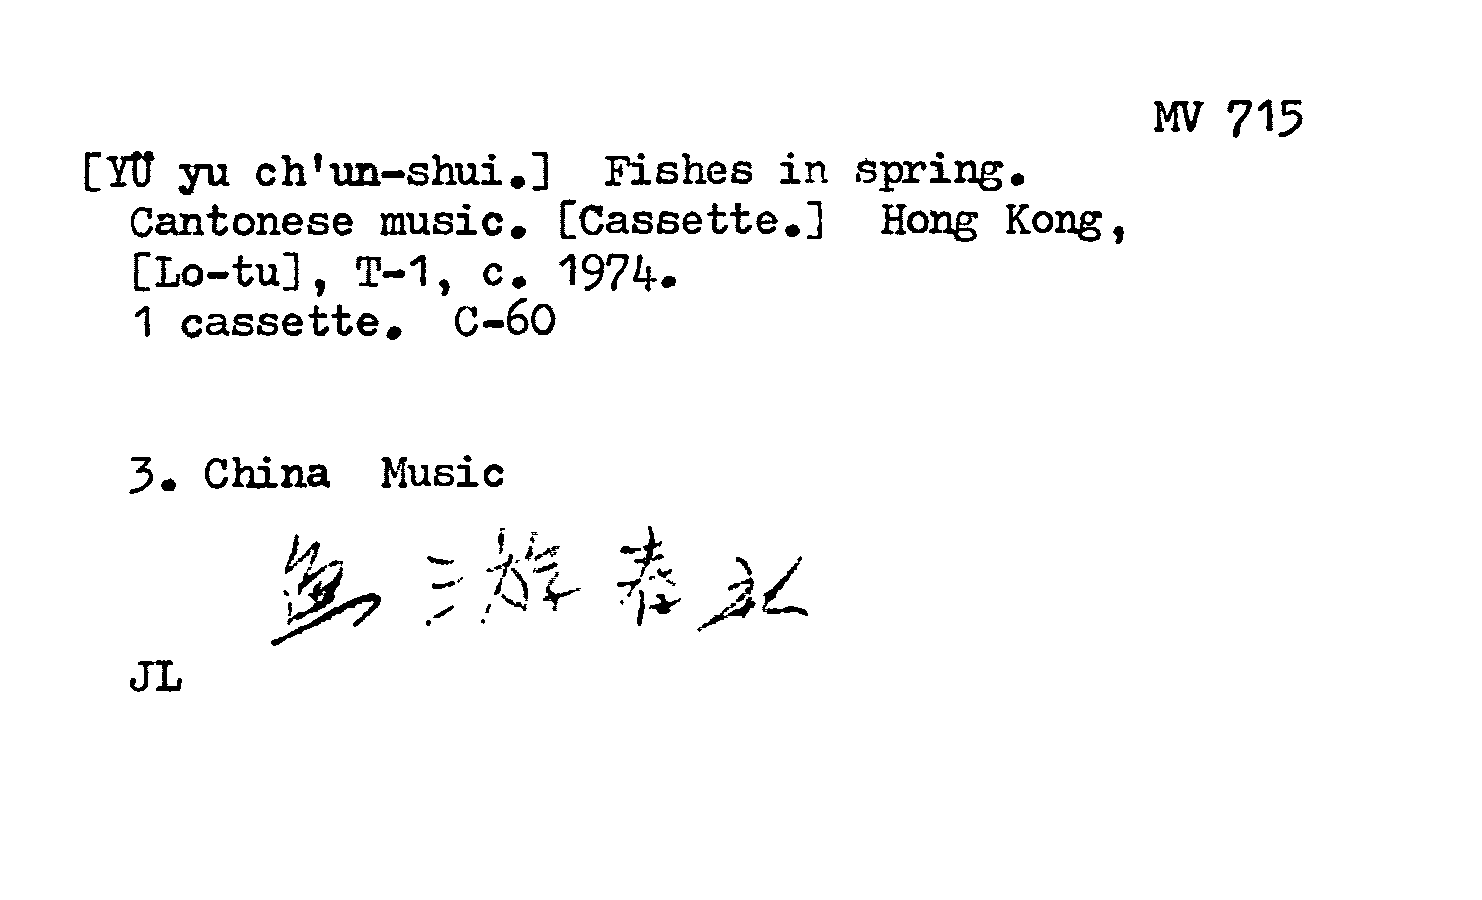 MV 715
[YÜ yu ch'un-shui.] Fishes in spring.
Cantonese music. [Cassette.] Hong Kong,
[Lo-tu], T-1, c. 1974.
1 cassette. C-60
3. China Music
魚游春水
JL